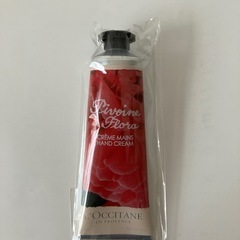 Pivoine
Flora
CRÈME MAINS
HAND CREAM
L'OCCITANE
EN PROVENCE